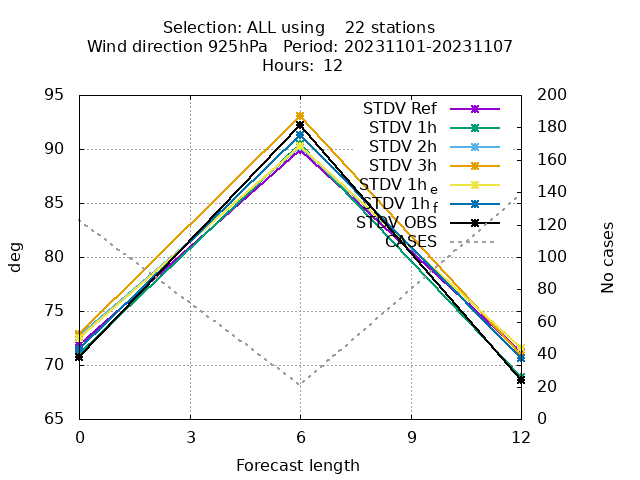 Selection: ALL using    22 stations
Wind direction 925hPa   Period: 20231101-20231107
Hours:  12
95
90
85
80
75
70
65
deg
200
180
160
140
120
100
80
60
40
20
0
No cases
STDV Ref
STDV 1h
STDV 2h
STDV 3h
STDV 1h e
STDV 1h f
STDV OBS
CASES
0 3 6 9 12
Forecast length